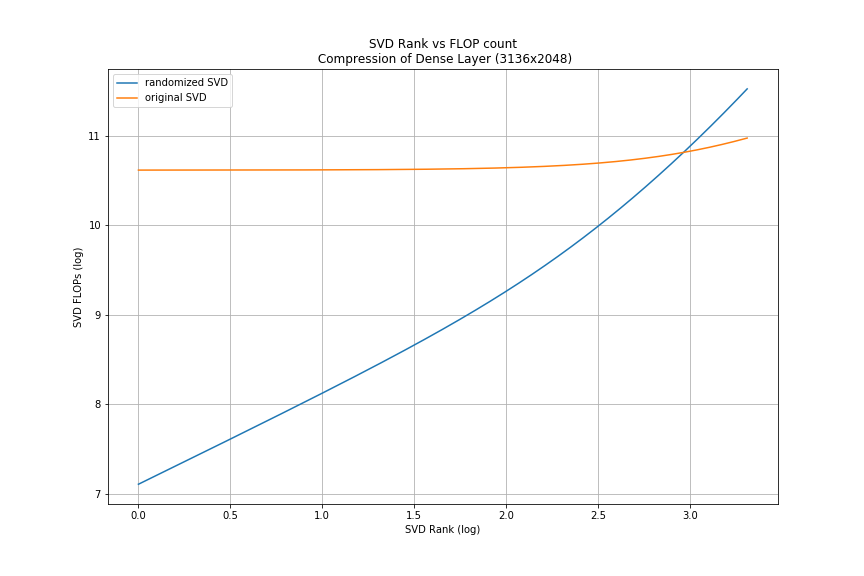 SVD Rank vs FLOP count
Compression of Dense Layer (3136x2048)
randomized SVD
original SVD
SVD FLOPs (log)
11
10
9
8
7
0.0 0.5 1.0 1.5 2.0 2.5 3.0
SVD Rank (log)